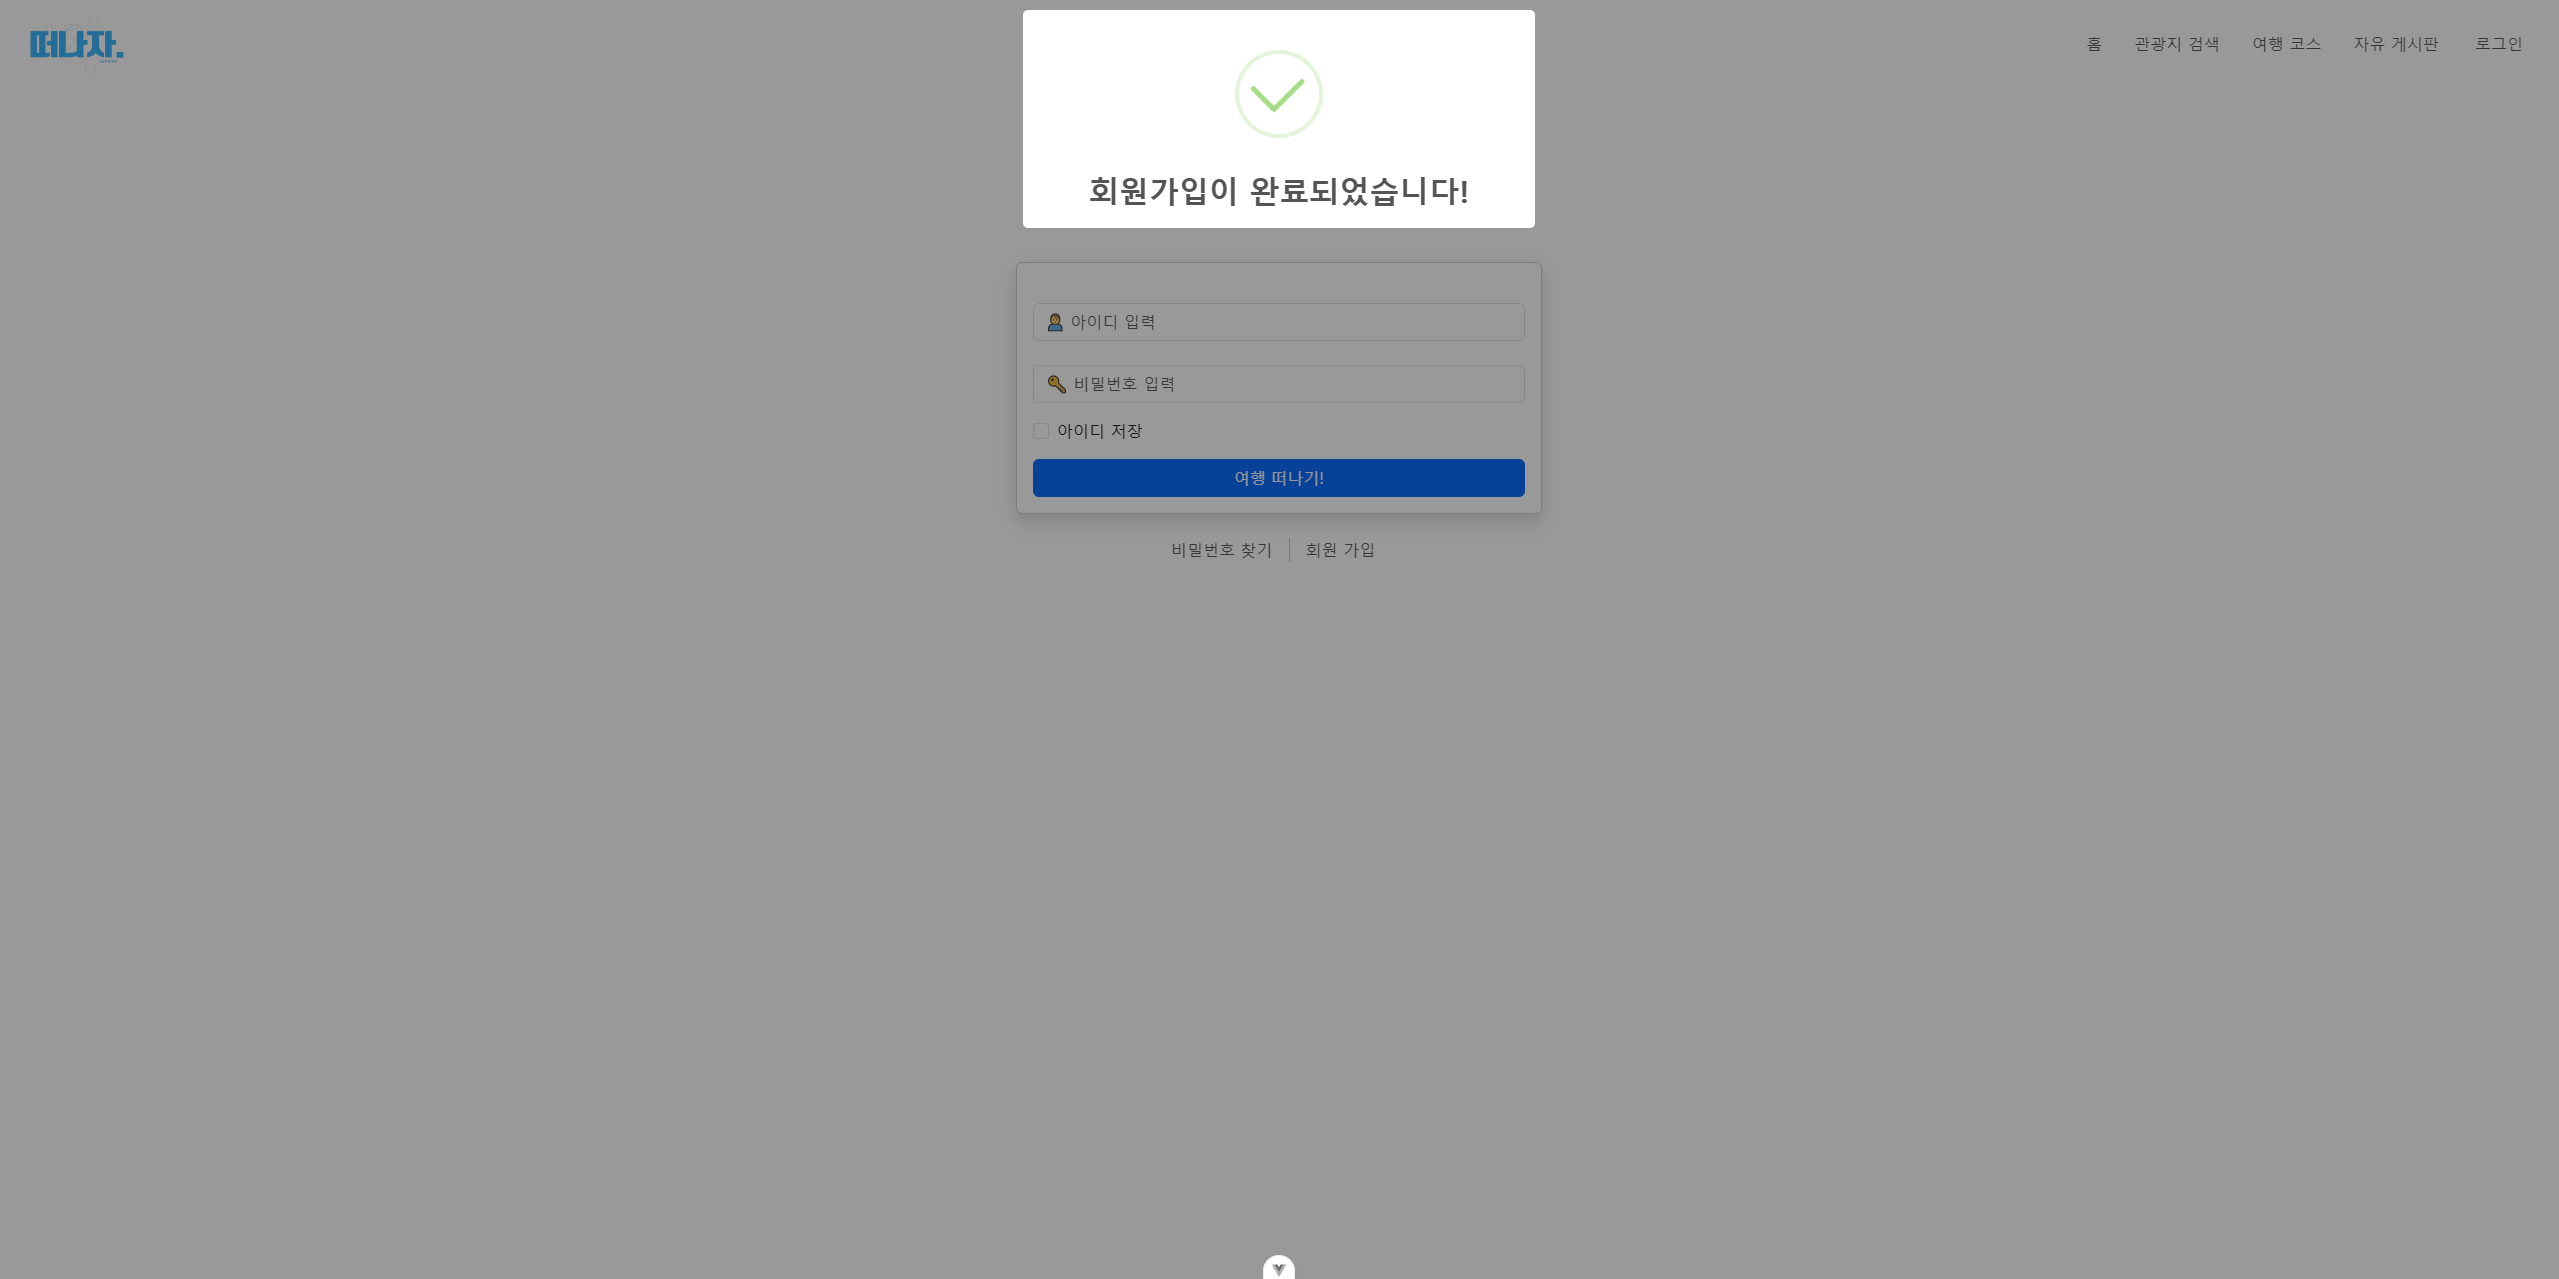 떠나자.
홈 관광지 검색 여행 코스 자유 게시판 로그인
회원가입이 완료되었습니다!
아이디 입력
비밀번호 입력
아이디 저장
여행 떠나기!
비밀번호 찾기 회원 가입